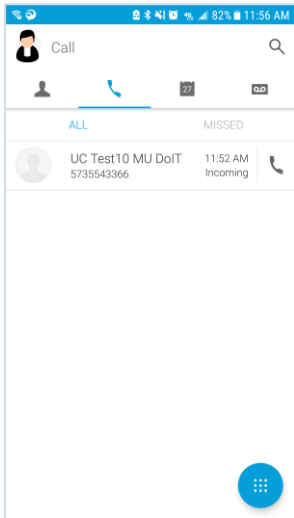 82% 11:56 AM
Call
27
ALL MISSED
UC Test10 MU DoIT 11:52 AM
5735543366 Incoming